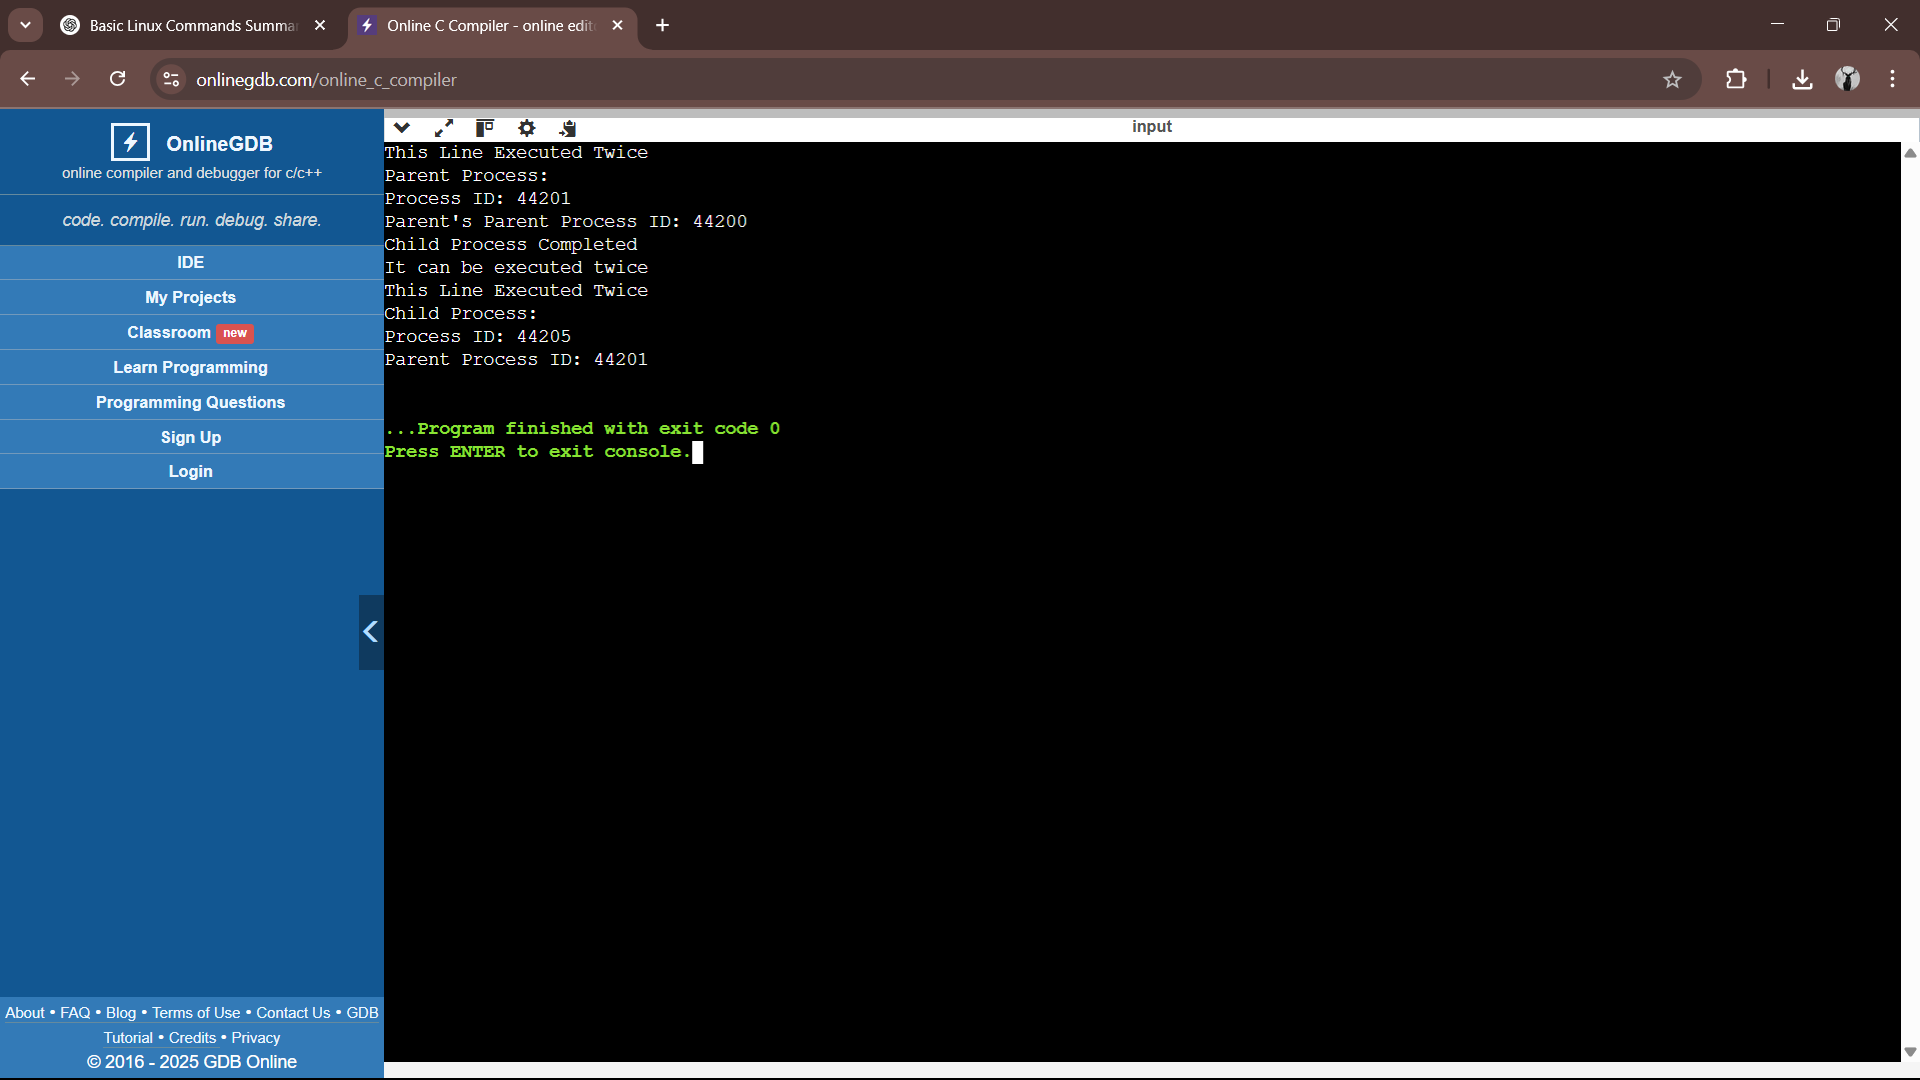 Basic Linux Commands Summar
Online C Compiler - online edit
onlinegdb.com/online_c_compiler
OnlineGDB
online compiler and debugger for c/c++
code. compile. run. debug. share.
IDE
My Projects
Classroom new
Learn Programming
Programming Questions
Sign Up
Login
About • FAQ • Blog • Terms of Use • Contact Us • GDB
Tutorial • Credits • Privacy
© 2016 - 2025 GDB Online
input
This Line Executed Twice
Parent Process:
Process ID: 44201
Parent's Parent Process ID: 44200
Child Process Completed
It can be executed twice
This Line Executed Twice
Child Process:
Process ID: 44205
Parent Process ID: 44201
...Program finished with exit code 0
Press ENTER to exit console.